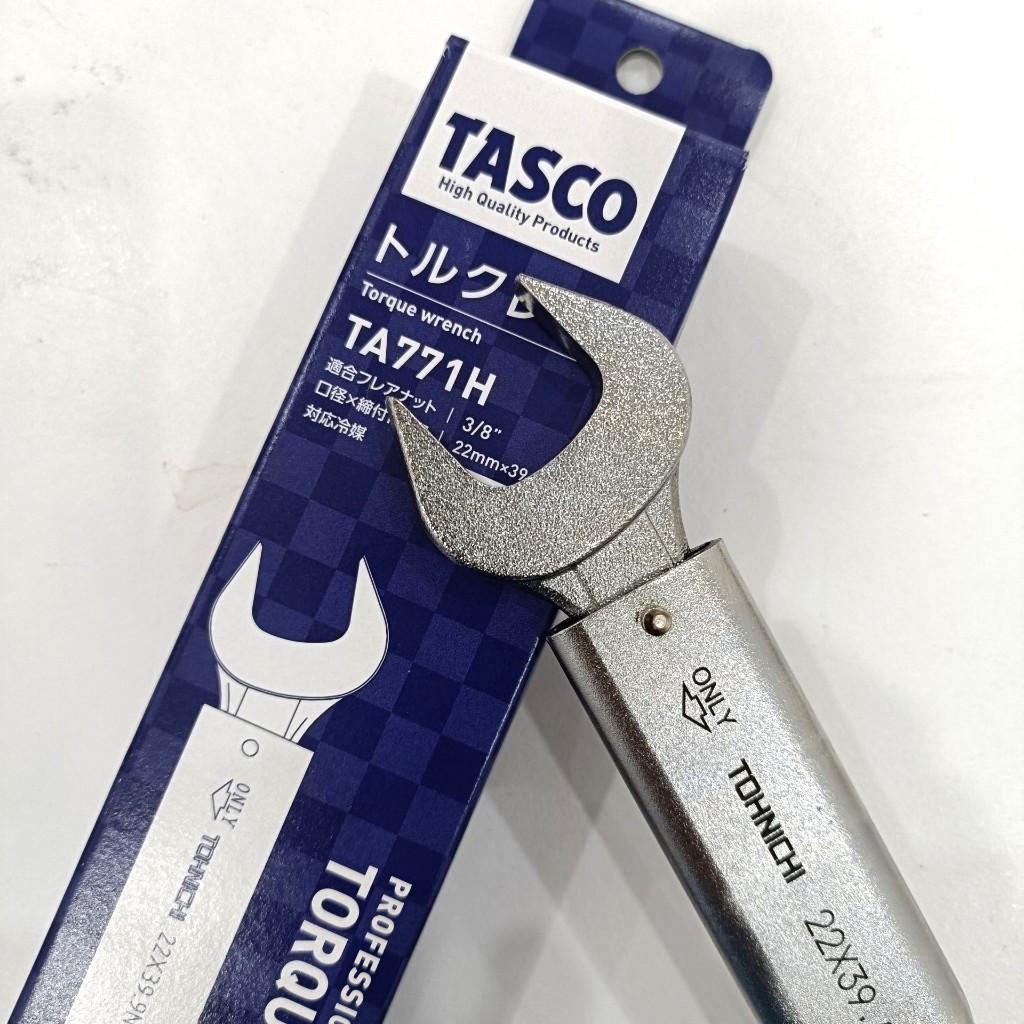 TASCO
High Quality Products
トルク
Torque wrench
TA771H
適合フレアナット | 3/8"
口径×締付 | 22mm×39
対応冷媒
ONLY
TOHNICHI
22X39.
ONLY
TOHNICHI
22X39.9N
PROFESSI
TORQU